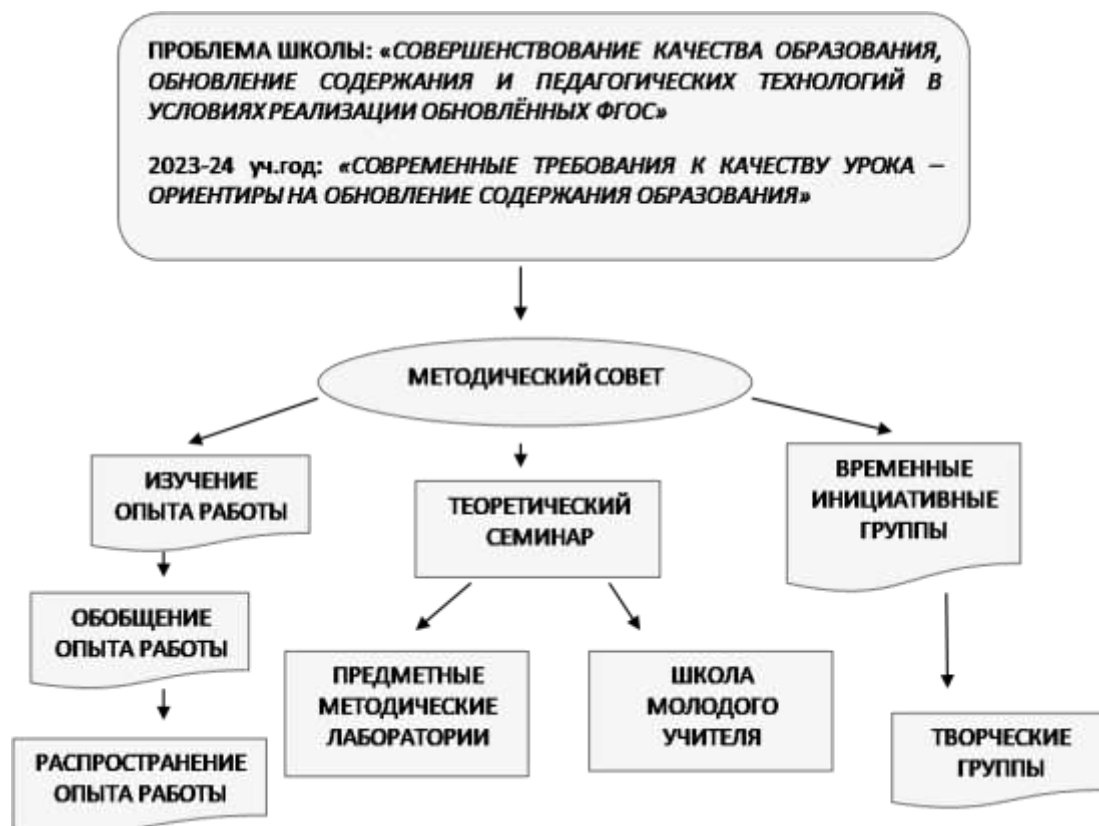 ПРОБЛЕМА ШКОЛЫ: «СОВЕРШЕНСТВОВАНИЕ КАЧЕСТВА ОБРАЗОВАНИЯ,
ОБНОВЛЕНИЕ СОДЕРЖАНИЯ И ПЕДАГОГИЧЕСКИХ ТЕХНОЛОГИЙ В
УСЛОВИЯХ РЕАЛИЗАЦИИ ОБНОВЛЁННЫХ ФГОС»
2023-24 уч.год: «СОВРЕМЕННЫЕ ТРЕБОВАНИЯ К КАЧЕСТВУ УРОКА –
ОРИЕНТИРЫ НА ОБНОВЛЕНИЕ СОДЕРЖАНИЯ ОБРАЗОВАНИЯ»
МЕТОДИЧЕСКИЙ СОВЕТ
ИЗУЧЕНИЕ
ОПЫТА РАБОТЫ
ТЕОРЕТИЧЕСКИЙ
СЕМИНАР
ВРЕМЕННЫЕ
ИНИЦИАТИВНЫЕ
ГРУППЫ
ОБОБЩЕНИЕ
ОПЫТА РАБОТЫ
ПРЕДМЕТНЫЕ
МЕТОДИЧЕСКИЕ
ЛАБОРАТОРИИ
ШКОЛА
МОЛОДОГО
УЧИТЕЛЯ
РАСПРОСТРАНЕНИЕ
ОПЫТА РАБОТЫ
ТВОРЧЕСКИЕ
ГРУППЫ